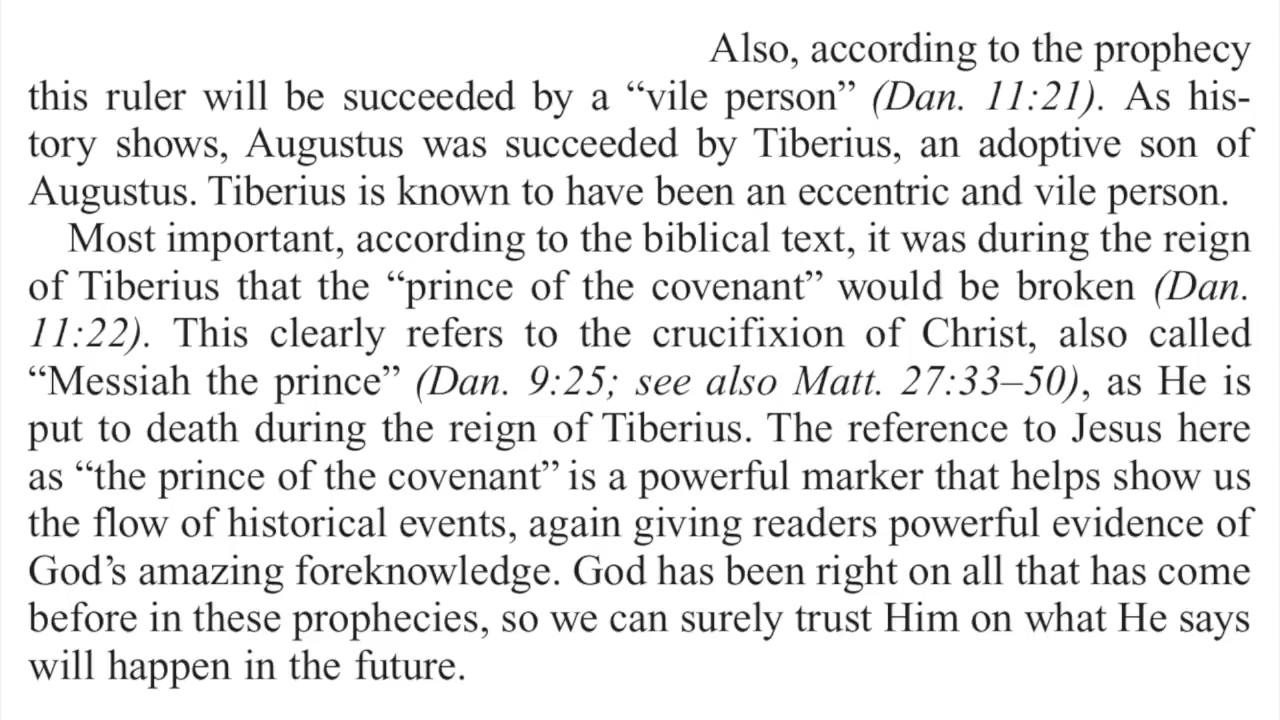 Also, according to the prophecy
this ruler will be succeeded by a “vile person” (Dan. 11:21). As his-
tory shows, Augustus was succeeded by Tiberius, an adoptive son of
Augustus. Tiberius is known to have been an eccentric and vile person.
Most important, according to the biblical text, it was during the reign
of Tiberius that the “prince of the covenant” would be broken (Dan.
11:22). This clearly refers to the crucifixion of Christ, also called
“Messiah the prince” (Dan. 9:25; see also Matt. 27:33–50), as He is
put to death during the reign of Tiberius. The reference to Jesus here
as “the prince of the covenant” is a powerful marker that helps show us
the flow of historical events, again giving readers powerful evidence of
God’s amazing foreknowledge. God has been right on all that has come
before in these prophecies, so we can surely trust Him on what He says
will happen in the future.